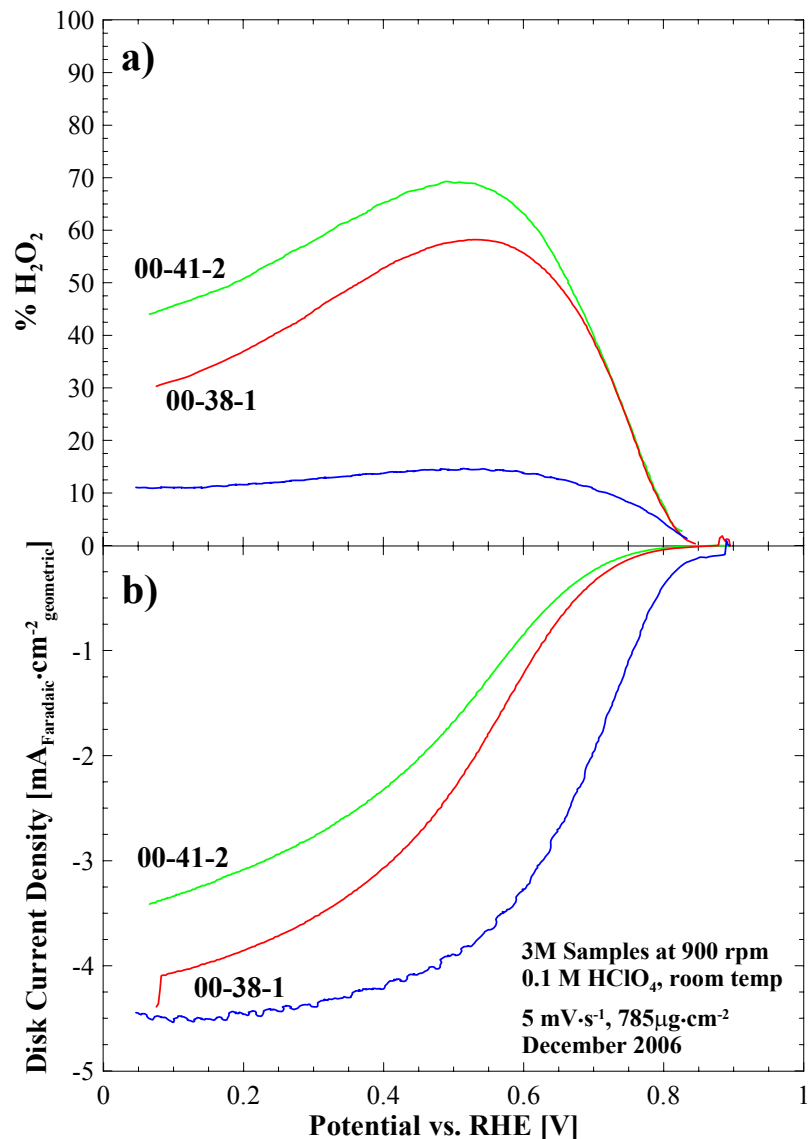 a)
100
90
80
70
60
50
40
30
20
10
0
% H₂O₂
00-41-2
00-38-1
b)
-1
-2
-3
-4
-5
Disk Current Density [mA_Faradaic·cm⁻²_geometric]
00-41-2
00-38-1
3M Samples at 900 rpm
0.1 M HClO₄, room temp
5 mV·s⁻¹, 785μg·cm⁻²
December 2006
0 0.2 0.4 0.6 0.8 1
Potential vs. RHE [V]